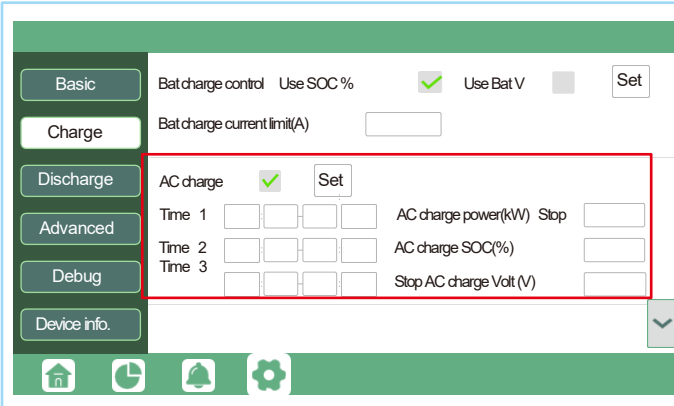 Basic
Charge
Discharge
Advanced
Debug
Device info.
Bat charge control Use SOC % Use Bat V Set
Bat charge current limit(A)
AC charge Set
Time 1 AC charge power(kW) Stop
Time 2 AC charge SOC(%)
Time 3
Stop AC charge Volt (V)